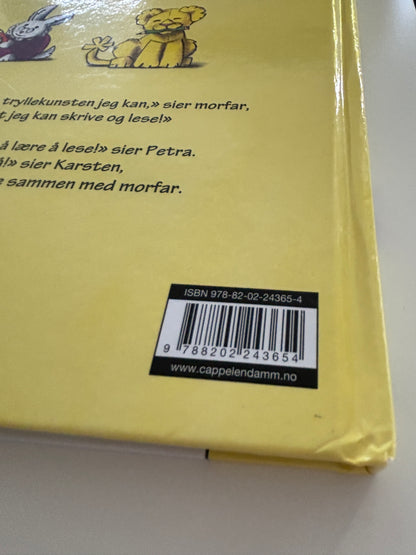 tryllekunsten jeg kan,» sier morfar,
jeg kan skrive og lese!»
å lære å lese!» sier Petra.
sier Karsten,
sammen med morfar.
ISBN 978-82-02-24365-4
9 788202 243654
www.cappelendamm.no